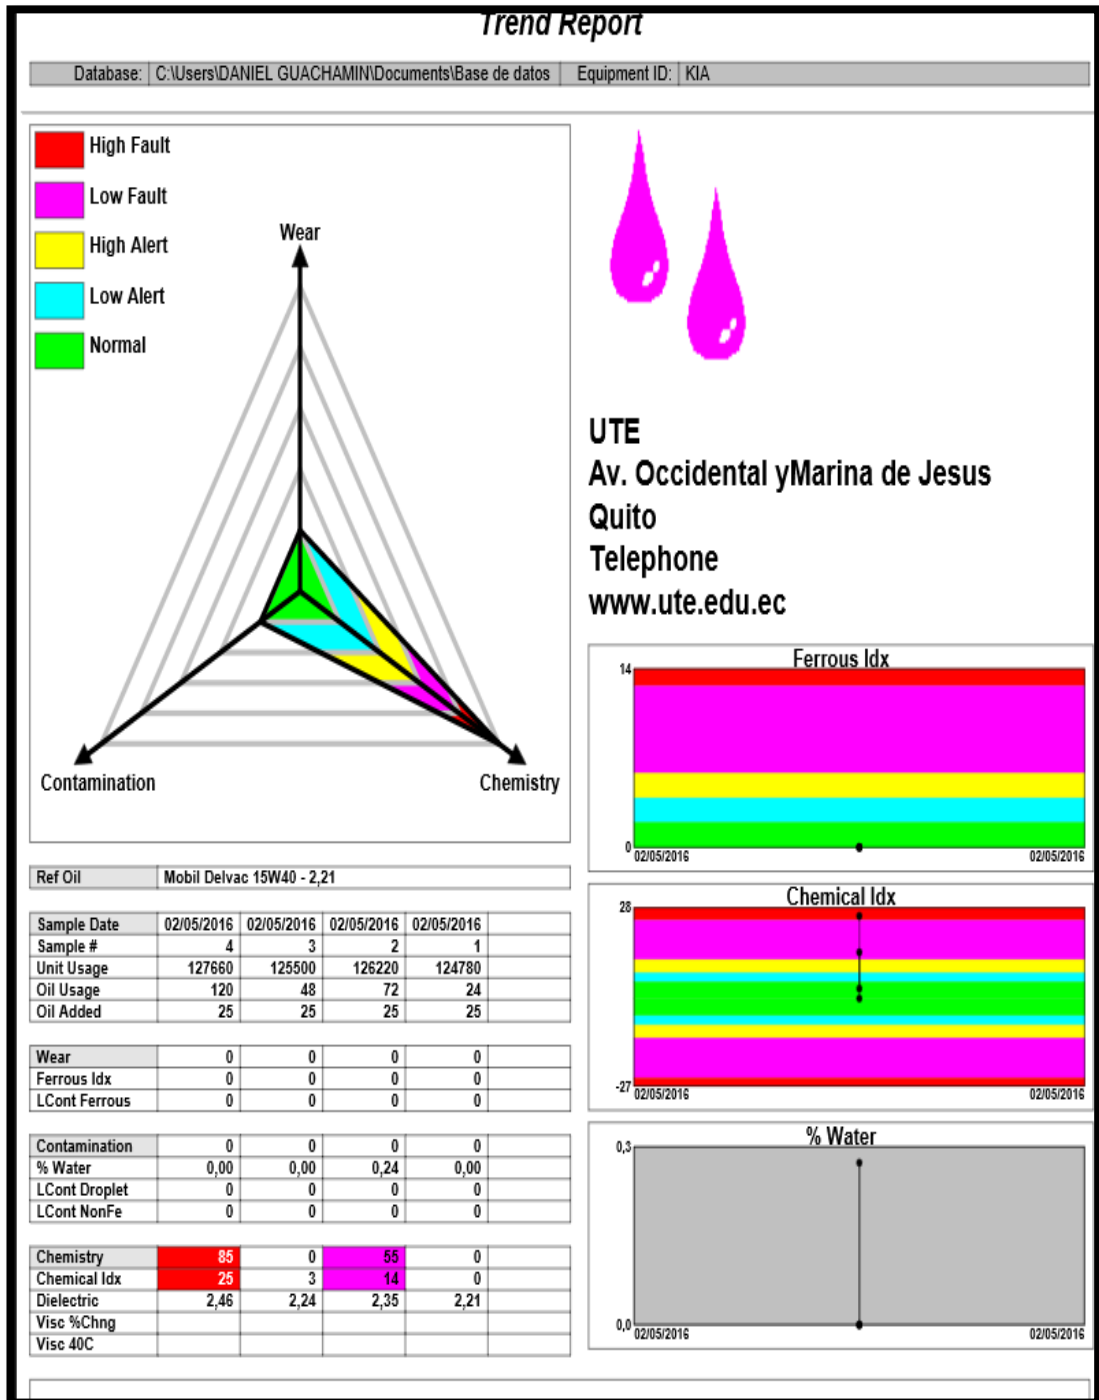 Trend Report
Database: C:\Users\DANIEL GUACHAMIN\Documents\Base de datos Equipment ID: KIA
High Fault
Low Fault
High Alert
Low Alert
Normal
Wear
Contamination
Chemistry
UTE
Av. Occidental yMarina de Jesus
Quito
Telephone
www.ute.edu.ec
Ferrous Idx
14
0
02/05/2016 02/05/2016
Chemical Idx
28
-27
02/05/2016 02/05/2016
% Water
0,3
0,0
02/05/2016 02/05/2016
Ref Oil Mobil Delvac 15W40 - 2,21
Sample Date 02/05/2016 02/05/2016 02/05/2016 02/05/2016
Sample # 4 3 2 1
Unit Usage 127660 125500 126220 124780
Oil Usage 120 48 72 24
Oil Added 25 25 25 25
Wear 0 0 0 0
Ferrous Idx 0 0 0 0
LCont Ferrous 0 0 0 0
Contamination 0 0 0 0
% Water 0,00 0,00 0,24 0,00
LCont Droplet 0 0 0 0
LCont NonFe 0 0 0 0
Chemistry 85 0 55 0
Chemical Idx 25 3 14 0
Dielectric 2,46 2,24 2,35 2,21
Visc %Chng
Visc 40C